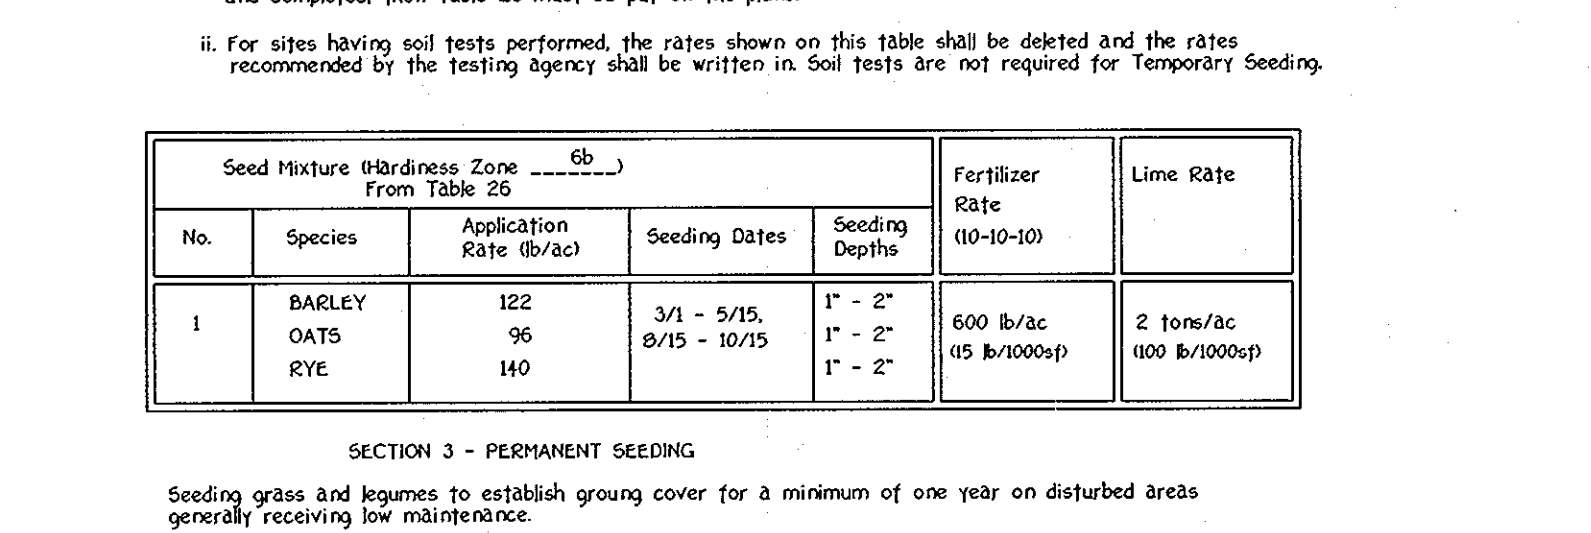 ii. For sites having soil tests performed, the rates shown on this table shall be deleted and the rates
recommended by the testing agency shall be written in. Soil tests are not required for Temporary Seeding.
Seed Mixture (Hardiness Zone ___6b___)
From Table 26
Fertilizer
Rate
(10-10-10)
Lime Rate
No.
Species
Application
Rate (lb/ac)
Seeding Dates
Seeding
Depths
1
BARLEY
OATS
RYE
122
96
140
3/1 - 5/15,
8/15 - 10/15
1" - 2"
1" - 2"
1" - 2"
600 lb/ac
(15 lb/1000sf)
2 tons/ac
(100 lb/1000sf)
SECTION 3 - PERMANENT SEEDING
Seeding grass and legumes to establish groung cover for a minimum of one year on disturbed areas
generally receiving low maintenance.